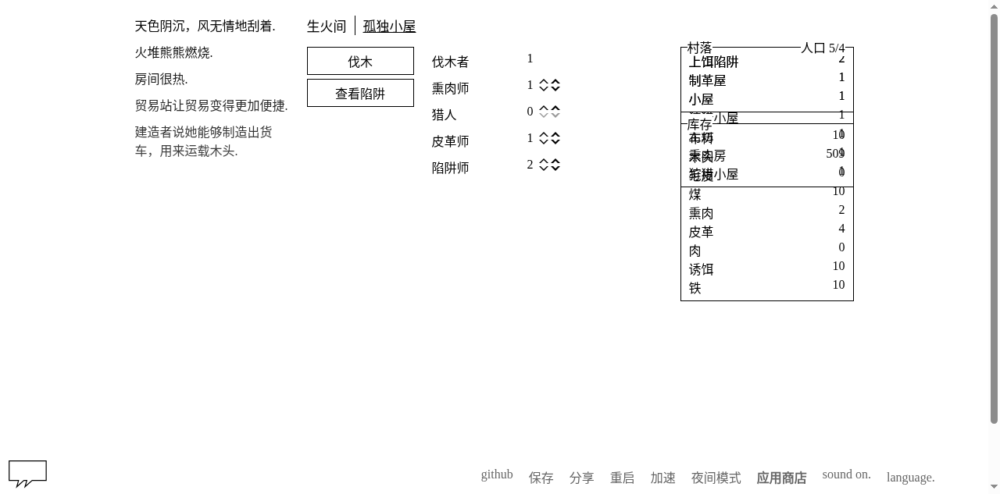 天色阴沉，风无情地刮着.
火堆熊熊燃烧.
房间很热.
贸易站让贸易变得更加便捷.
建造者说她能够制造出货
车，用来运载木头.
生火间
孤独小屋
伐木
查看陷阱
伐木者 1
熏肉师 1
猎人 0
皮革师 1
陷阱师 2
村落 人口 5/4
上饵陷阱 2
制革屋 1
小屋 1
小屋 1
库存
熏肉房
狩猎小屋
煤 10
熏肉 2
皮革 4
肉 0
诱饵 10
铁 10
github
保存
分享
重启
加速
夜间模式
应用商店
sound on.
language.